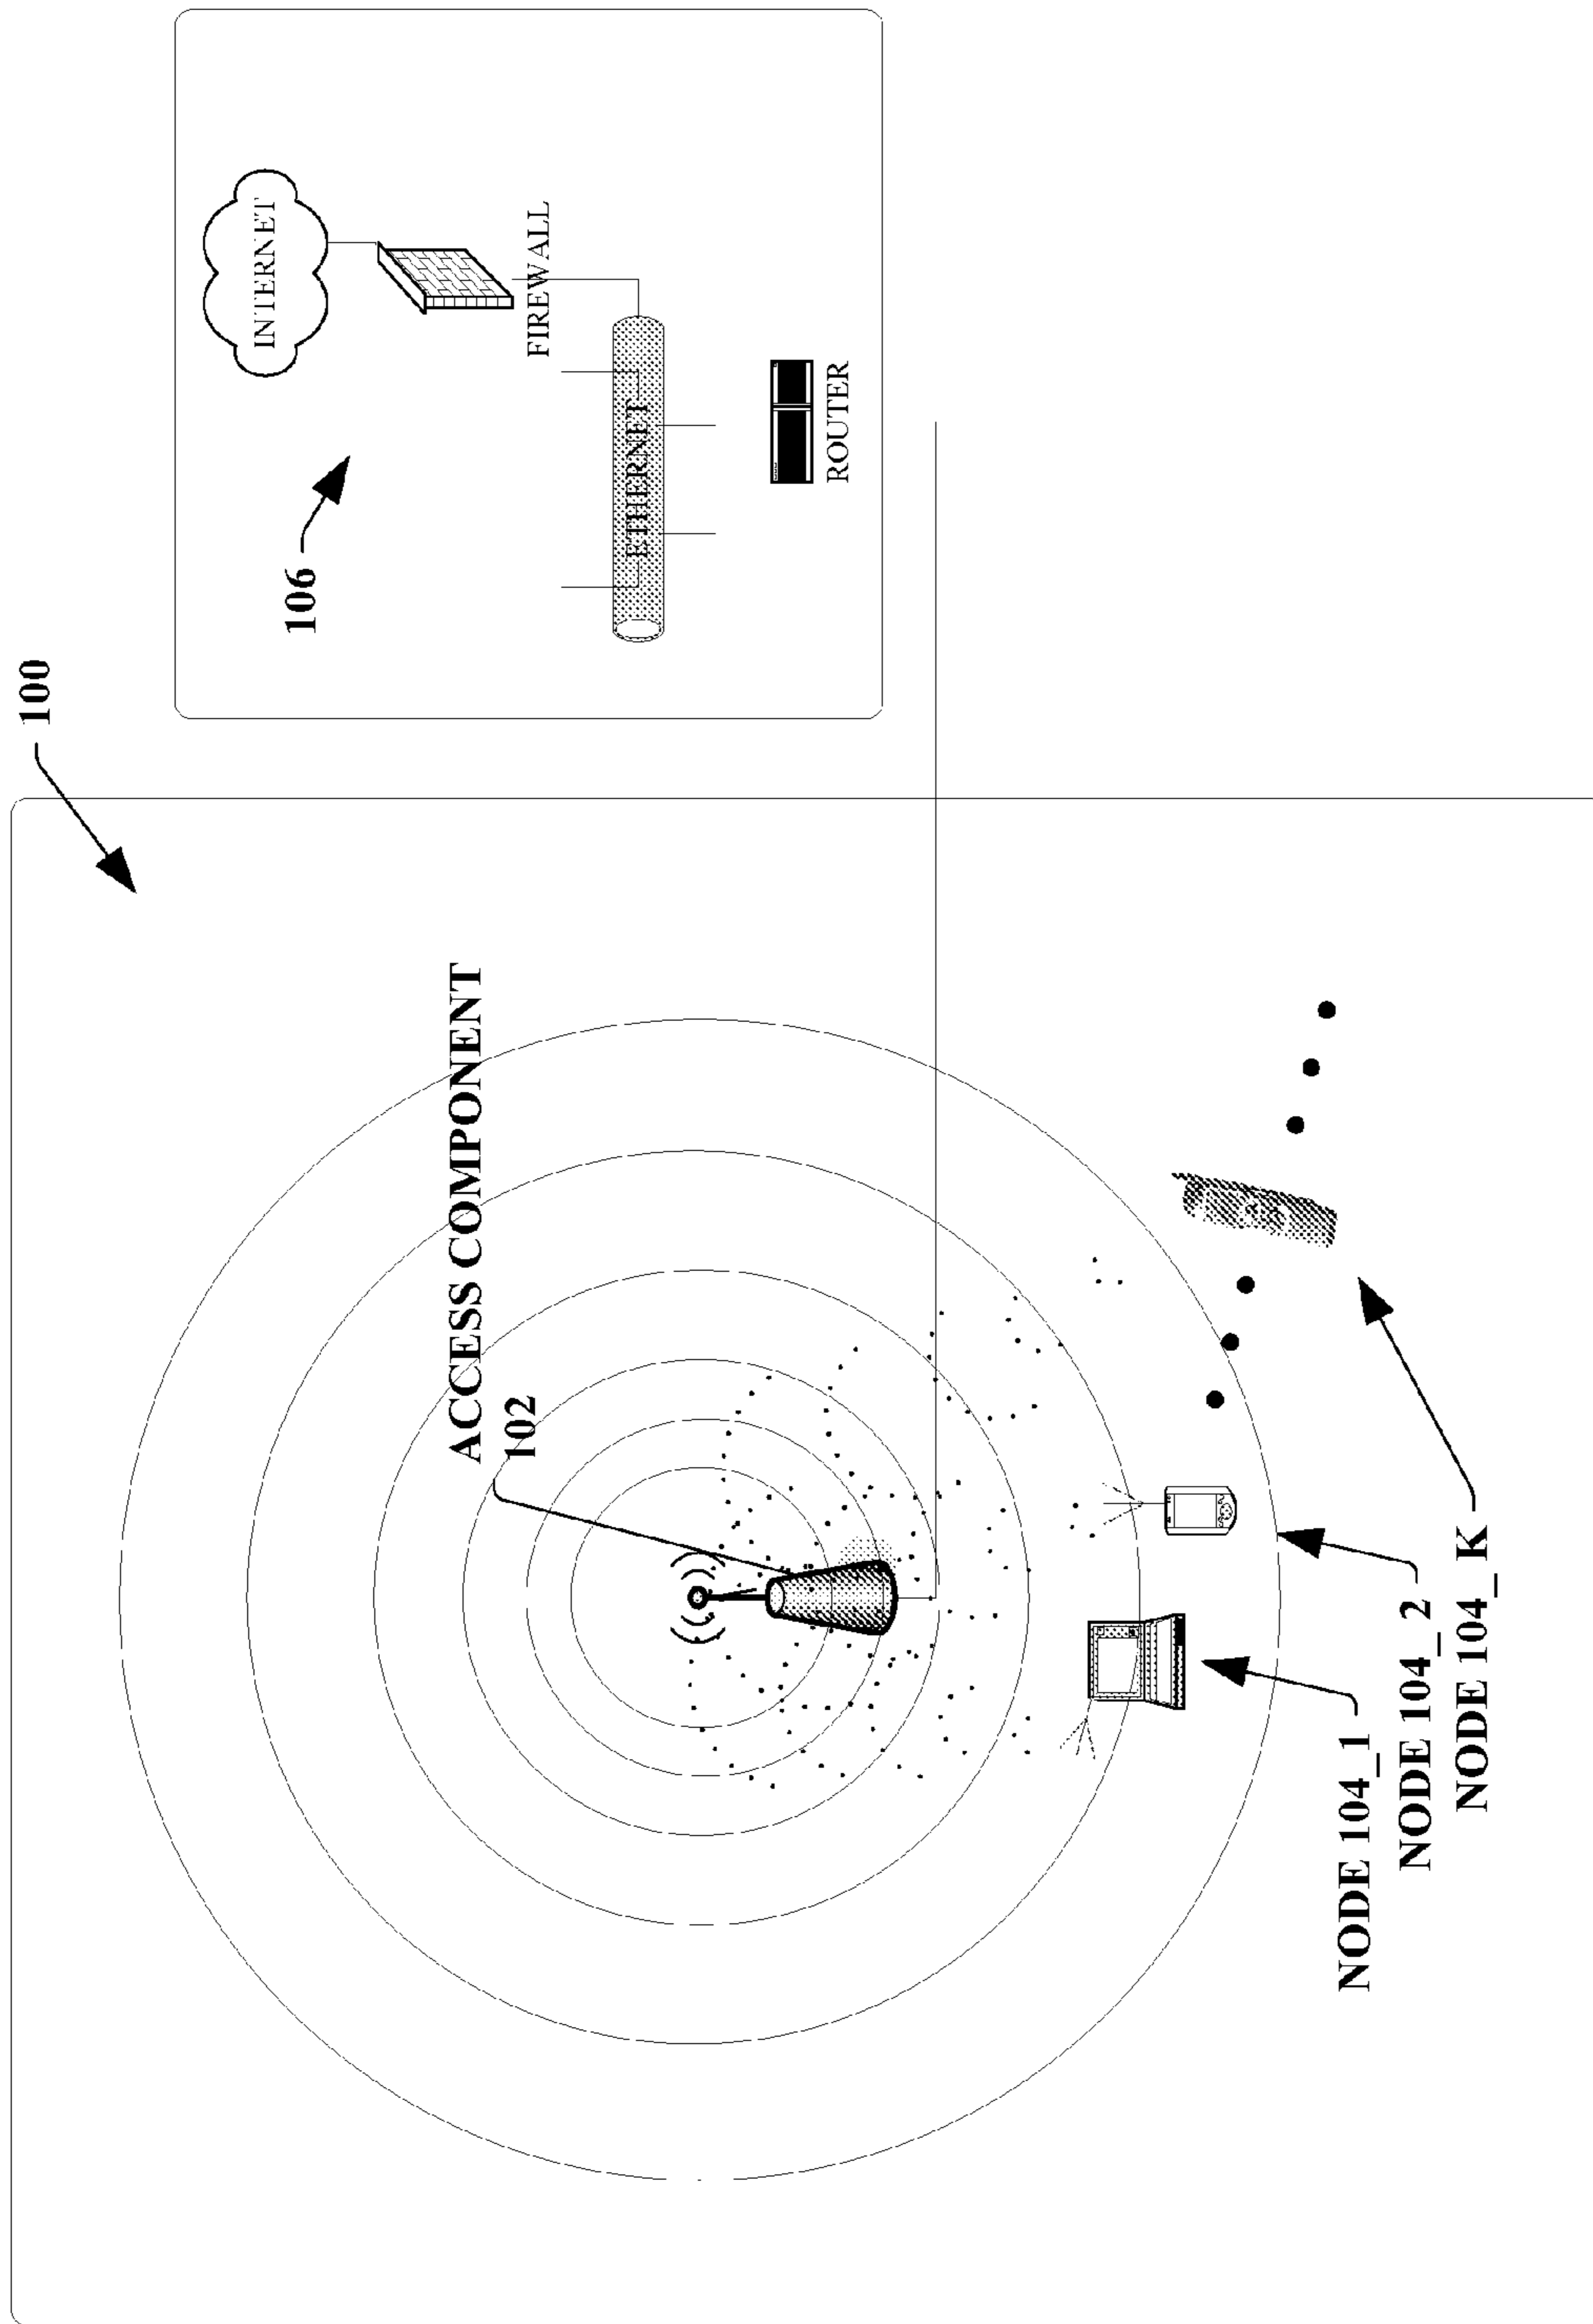 100
106
INTERNET
FIREWALL
ETHERNET
ROUTER
ACCESS COMPONENT
102
NODE 104_1
NODE 104_2
NODE 104_K